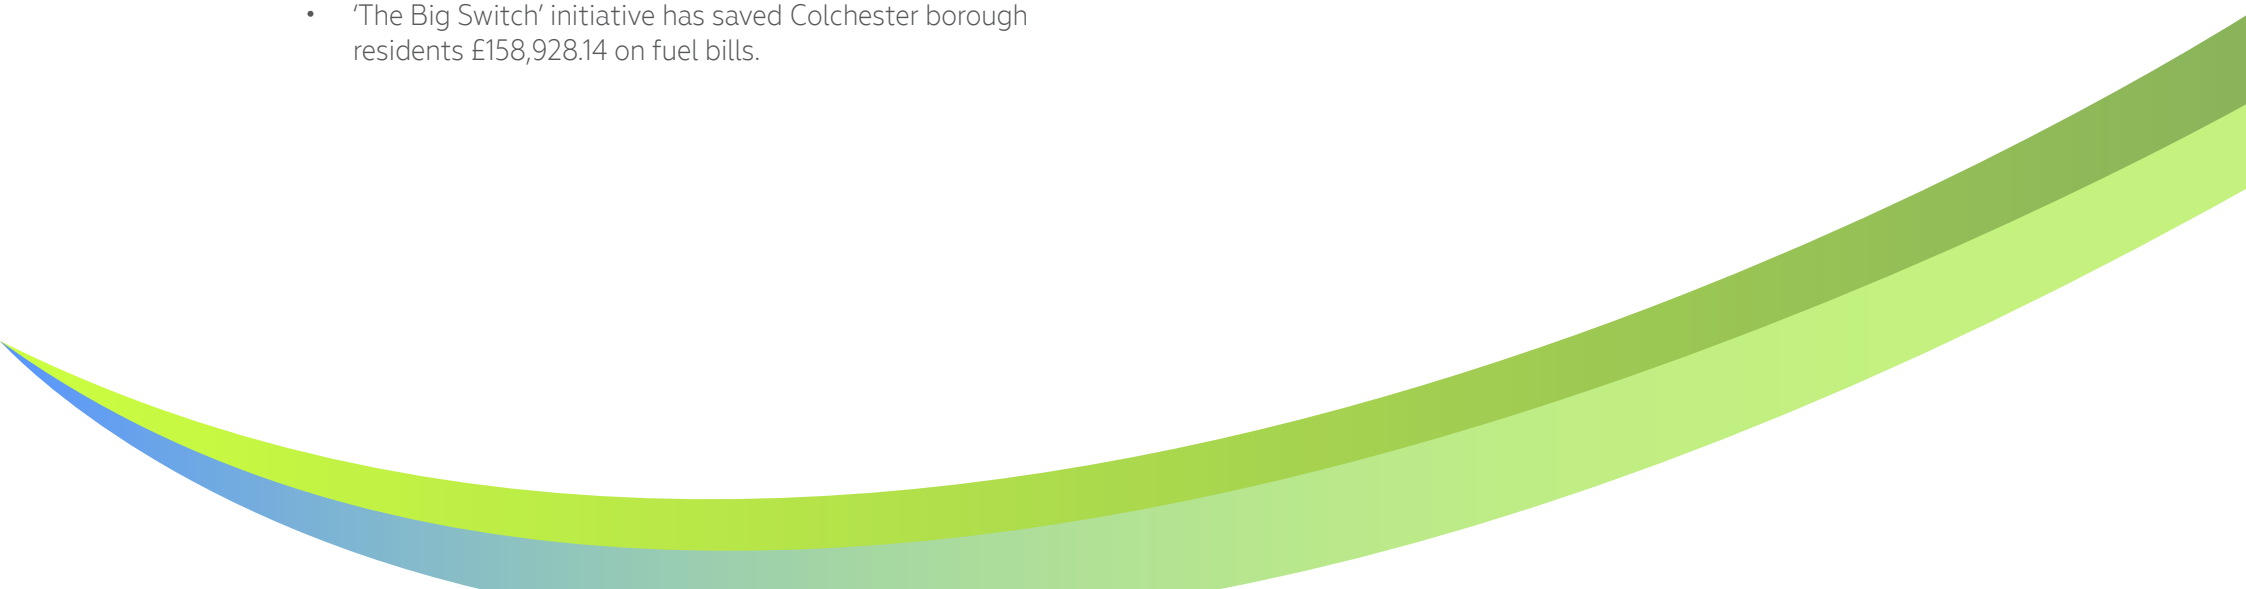 • ‘The Big Switch’ initiative has saved Colchester borough
residents £158,928.14 on fuel bills.